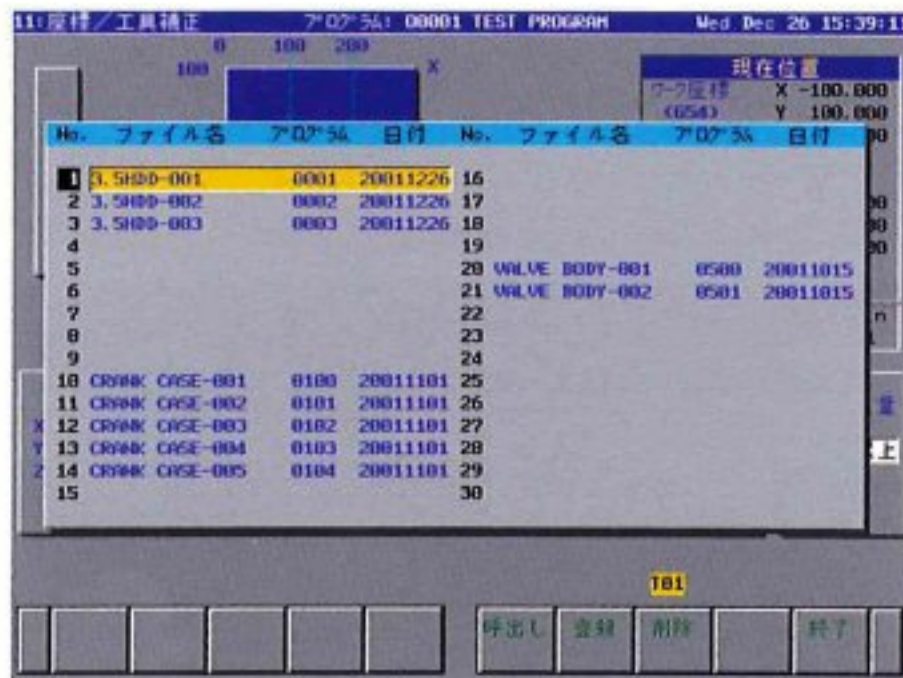 11:座標/工具補正 プログラム: O0001 TEST PROGRAM Wed Dec 26 15:39:1
0 100 200
100 X
現在位置
ワーク座標 X -100.000
(G54) Y 100.000
No. ファイル名 プログラム 日付 No. ファイル名 プログラム 日付
1 3.5HDD-001 0001 20011226 16
2 3.5HDD-002 0002 20011226 17
3 3.5HDD-003 0003 20011226 18
4 19
5 20 VALVE BODY-001 0500 20011015
6 21 VALVE BODY-002 0501 20011015
7 22
8 23
9 24
10 CRANK CASE-001 0100 20011101 25
11 CRANK CASE-002 0101 20011101 26
X 12 CRANK CASE-003 0102 20011101 27
Y 13 CRANK CASE-004 0103 20011101 28
Z 14 CRANK CASE-005 0104 20011101 29
15 30
量
上
T01
呼出し 登録 削除 終了